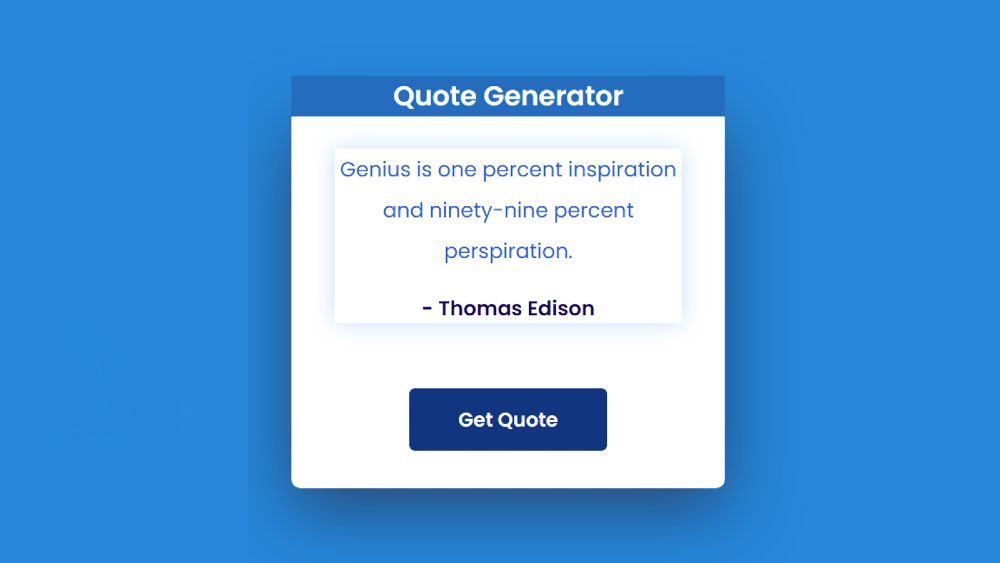 Quote Generator
Genius is one percent inspiration
and ninety-nine percent
perspiration.
- Thomas Edison
Get Quote